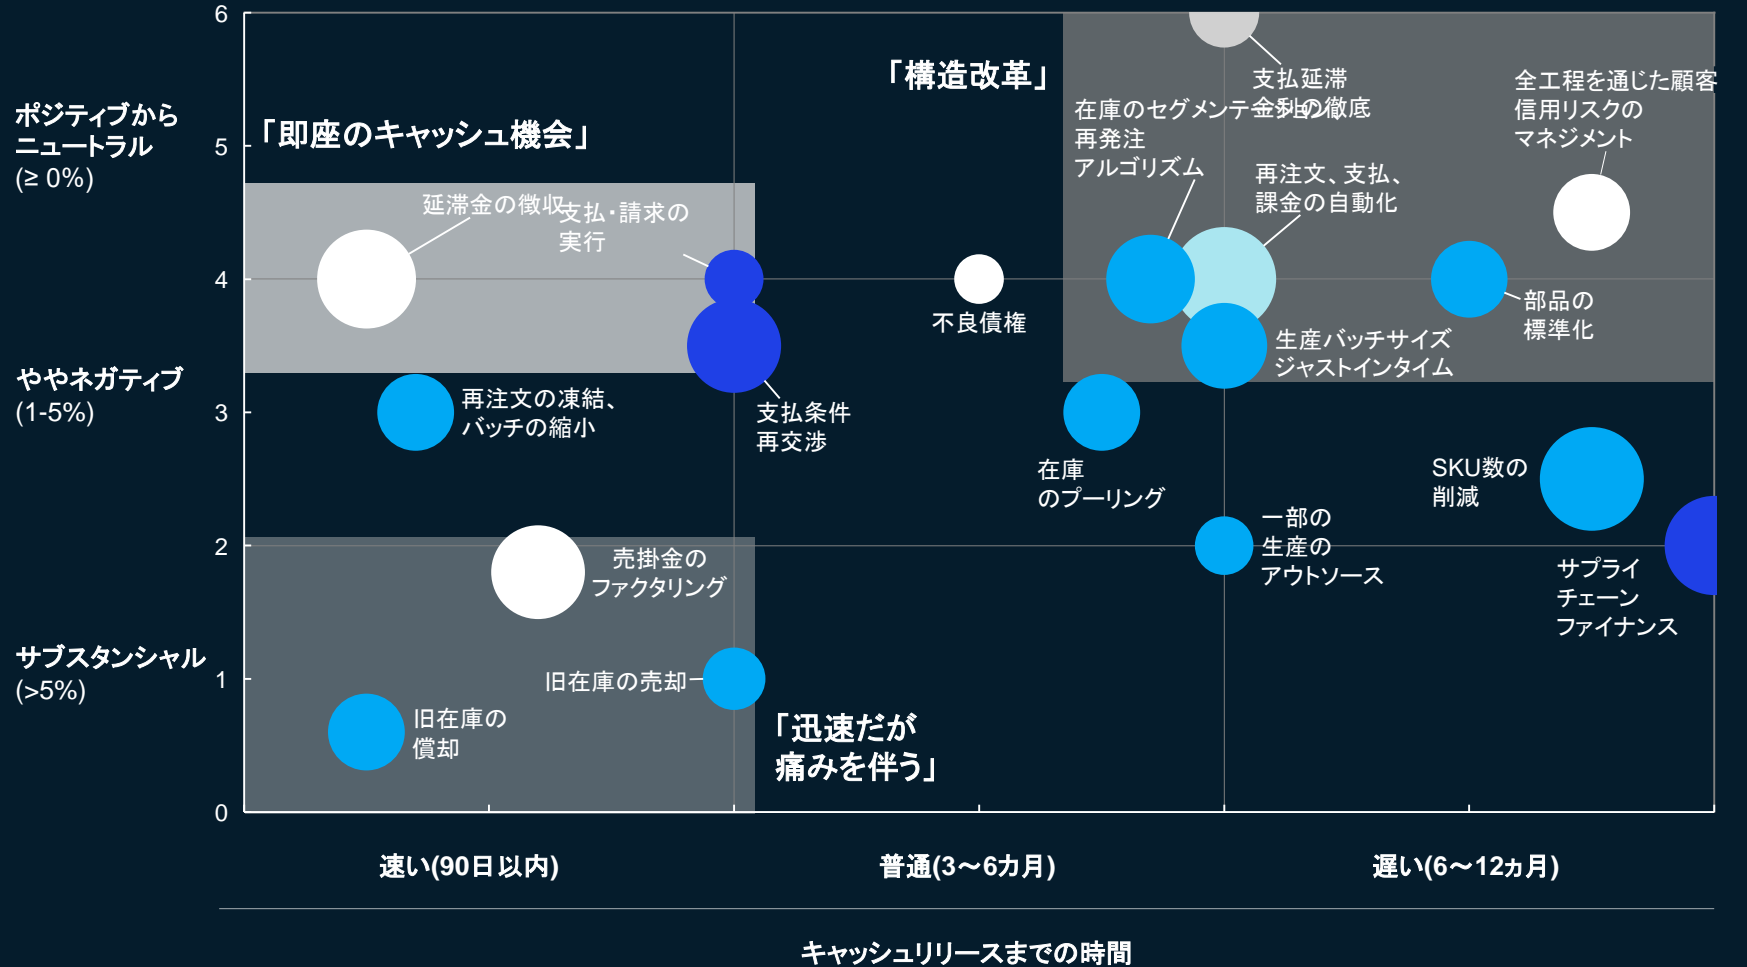 6
5
4
3
2
1
0
ポジティブから
ニュートラル
(≥ 0%)
ややネガティブ
(1-5%)
サブスタンシャル
(>5%)
「即座のキャッシュ機会」
「構造改革」
「迅速だが
痛みを伴う」
延滞金の徴収
支払・請求の
実行
再注文の凍結、
バッチの縮小
支払条件
再交渉
売掛金の
ファクタリング
旧在庫の売却
旧在庫の
償却
不良債権
在庫のセグメンテーション、
再発注
アルゴリズム
支払延滞
金利の徹底
再注文、支払、
課金の自動化
全工程を通じた顧客
信用リスクの
マネジメント
部品の
標準化
生産バッチサイズ
ジャストインタイム
在庫
のプーリング
一部の
生産の
アウトソース
SKU数の
削減
サプライ
チェーン
ファイナンス
速い(90日以内)
普通(3～6カ月)
遅い(6～12ヵ月)
キャッシュリリースまでの時間